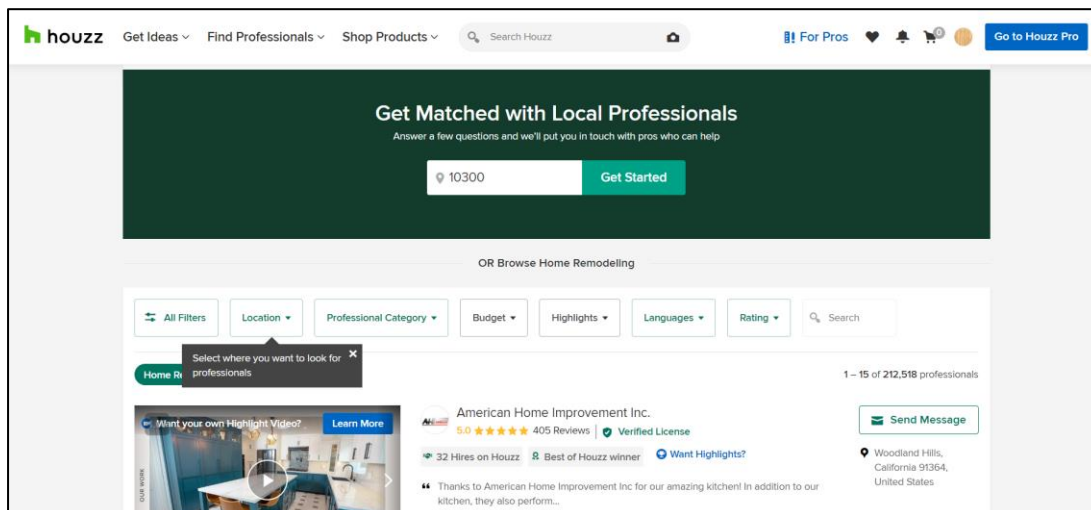 houzz
Get Ideas
Find Professionals
Shop Products
Search Houzz
For Pros
0
Go to Houzz Pro
Get Matched with Local Professionals
Answer a few questions and we'll put you in touch with pros who can help
10300
Get Started
OR Browse Home Remodeling
All Filters
Location
Professional Category
Budget
Highlights
Languages
Rating
Search
Select where you want to look for
professionals
Home
1 – 15 of 212,518 professionals
Want your own Highlight Video?
Learn More
OUR WORK
American Home Improvement Inc.
5.0 ★★★★★ 405 Reviews
Verified License
Send Message
32 Hires on Houzz
Best of Houzz winner
Want Highlights?
Woodland Hills,
California 91364,
United States
Thanks to American Home Improvement Inc for our amazing kitchen! In addition to our
kitchen, they also perform...